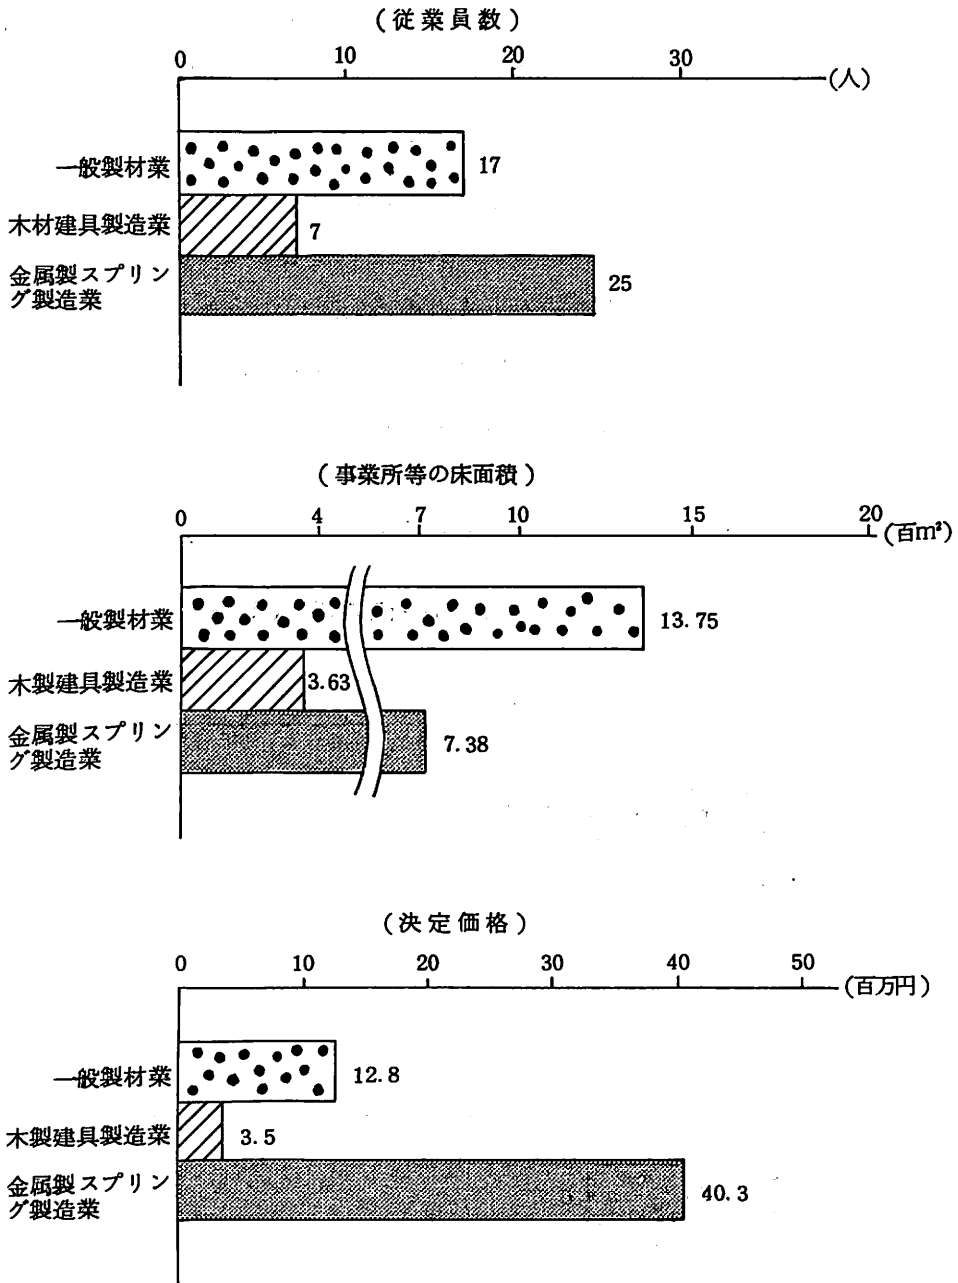 (従業員数)
0 10 20 30
(人)
一般製材業 17
木材建具製造業 7
金属製スプリン
グ製造業 25
(事業所等の床面積)
0 4 7 10 15 20
(百m²)
一般製材業 13.75
木製建具製造業 3.63
金属製スプリン
グ製造業 7.38
(決定価格)
0 10 20 30 40 50
(百万円)
一般製材業 12.8
木製建具製造業 3.5
金属製スプリン
グ製造業 40.3